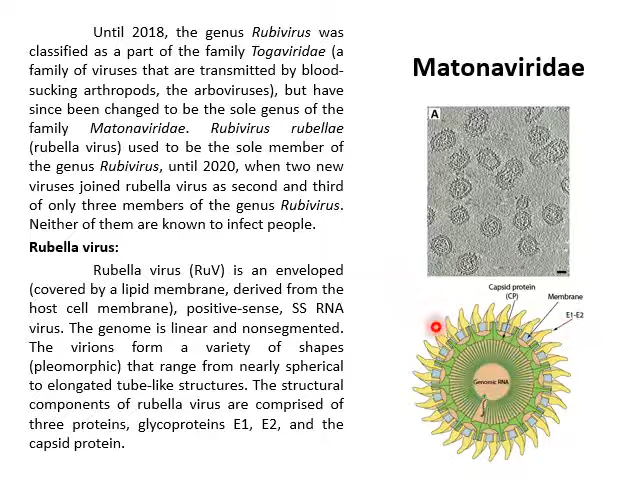 Until 2018, the genus Rubivirus was
classified as a part of the family Togaviridae (a
family of viruses that are transmitted by blood-
sucking arthropods, the arboviruses), but have
since been changed to be the sole genus of the
family Matonaviridae. Rubivirus rubellae
(rubella virus) used to be the sole member of
the genus Rubivirus, until 2020, when two new
viruses joined rubella virus as second and third
of only three members of the genus Rubivirus.
Neither of them are known to infect people.
Rubella virus:
Rubella virus (RuV) is an enveloped
(covered by a lipid membrane, derived from the
host cell membrane), positive-sense, SS RNA
virus. The genome is linear and nonsegmented.
The virions form a variety of shapes
(pleomorphic) that range from nearly spherical
to elongated tube-like structures. The structural
components of rubella virus are comprised of
three proteins, glycoproteins E1, E2, and the
capsid protein.
Matonaviridae
A
Capsid protein
(CP)
Membrane
E1-E2
Genomic RNA